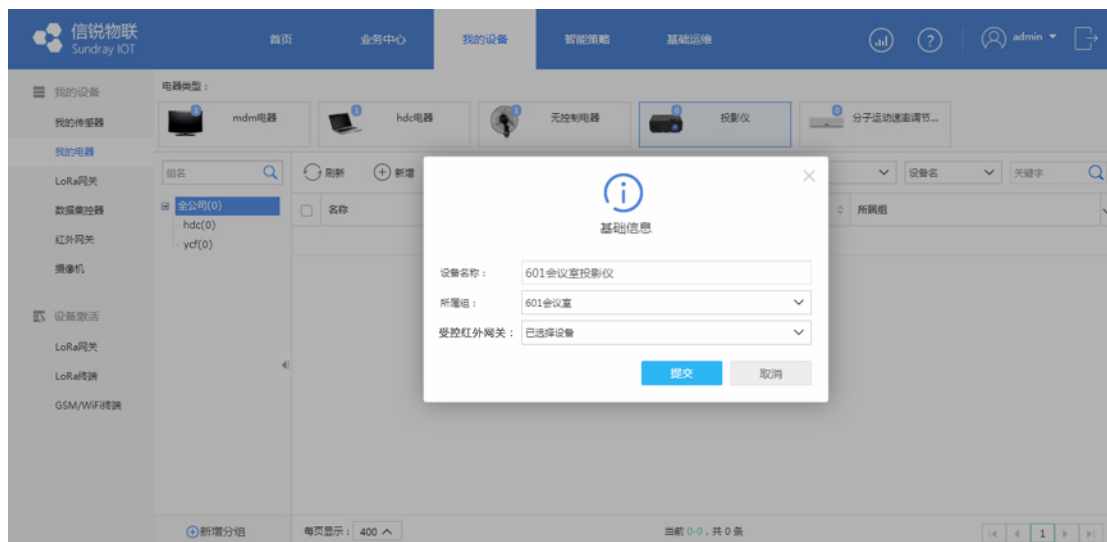 信锐物联
Sundray IOT
首页
业务中心
我的设备
智能策略
基础运维
admin
我的设备
我的传感器
我的电器
LoRa网关
数据集控器
红外网关
摄像机
设备激活
LoRa网关
LoRa终端
GSM/WiFi终端
电器类型：
1 mdm电器
1 hdc电器
1 无控制电器
0 投影仪
0 分子运动速率调节...
组名
刷新
新增
设备名
关键字
全公司(0)
hdc(0)
ycf(0)
名称
所属组
基础信息
设备名称：
601会议室投影仪
所属组：
601会议室
受控红外网关：
已选择设备
提交
取消
新增分组
每页显示： 400
当前 0-0 , 共 0 条
1